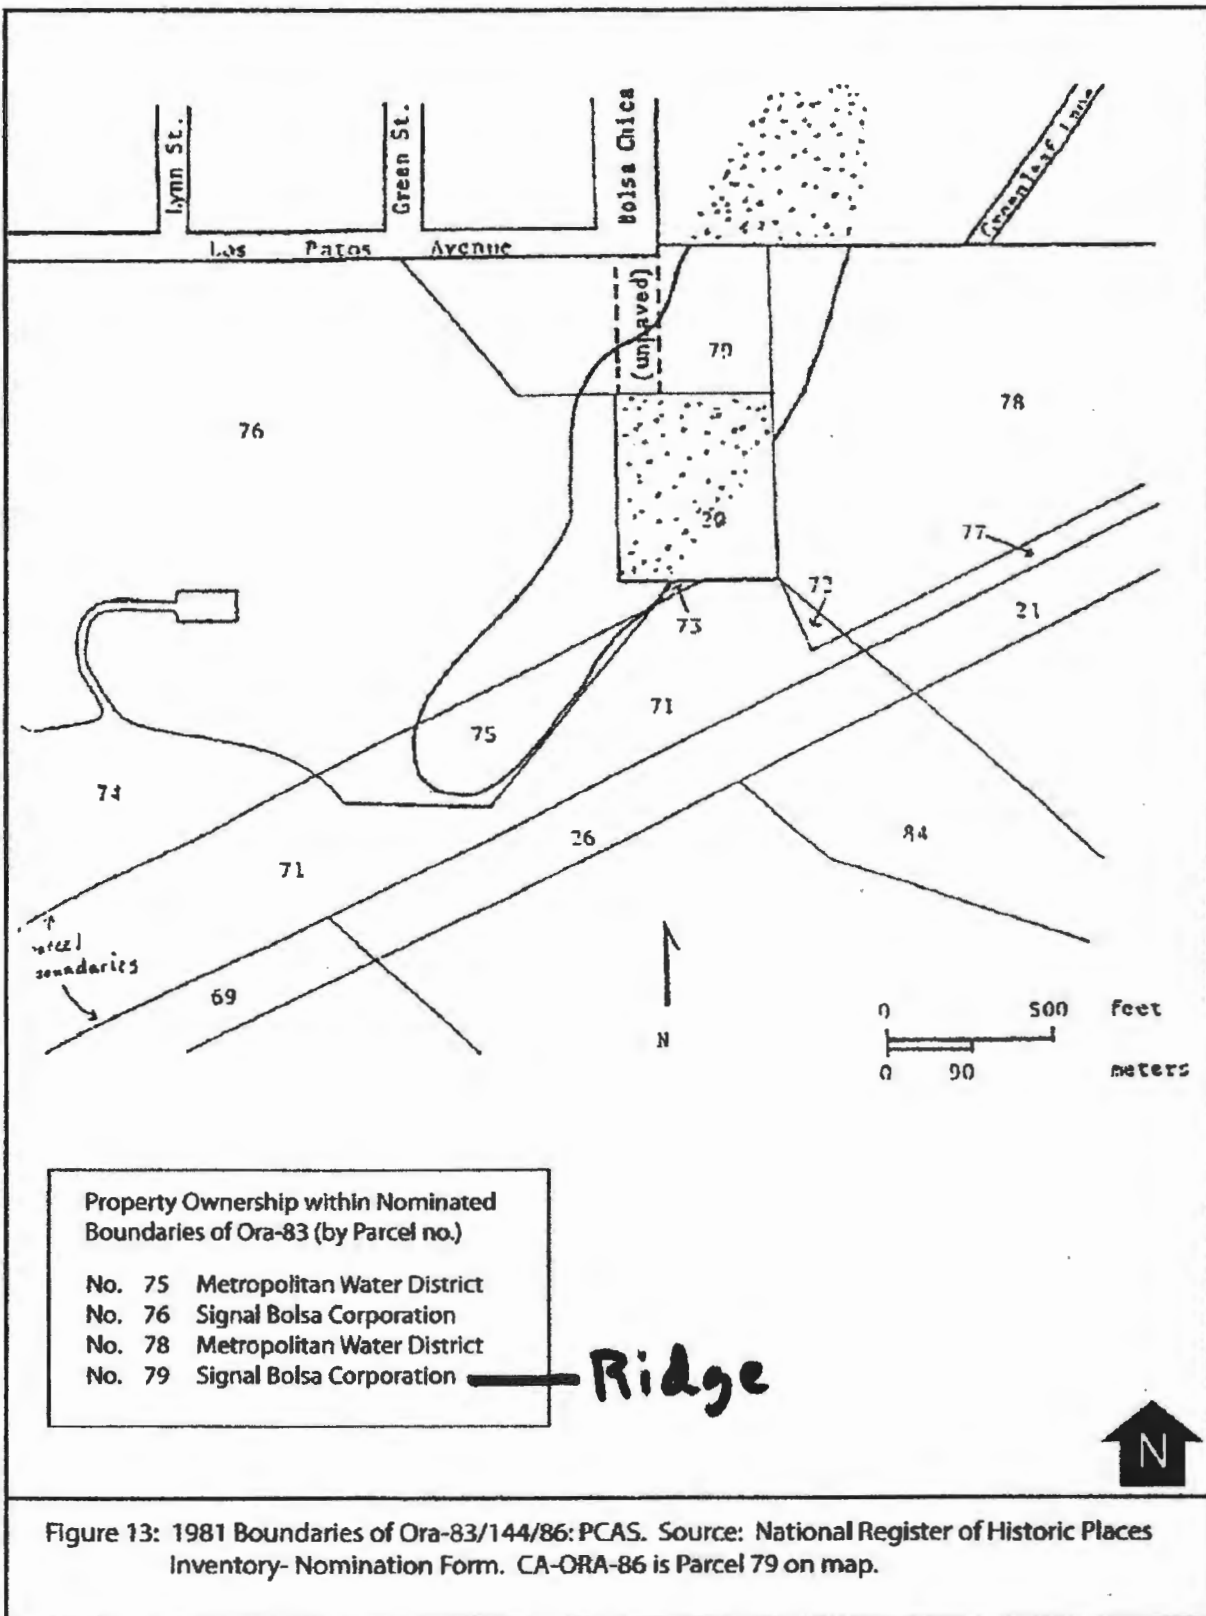 Lynn St.
Green St.
Bolsa Chica
Greenleaf Lane
Los Patos Avenue
(unpaved)
79
78
76
20
77
72
73
21
71
75
74
26
84
71
boundaries
69
N
0 500 feet
0 90 meters
Property Ownership within Nominated
Boundaries of Ora-83 (by Parcel no.)
No. 75 Metropolitan Water District
No. 76 Signal Bolsa Corporation
No. 78 Metropolitan Water District
No. 79 Signal Bolsa Corporation
Ridge
N
Figure 13: 1981 Boundaries of Ora-83/144/86: PCAS. Source: National Register of Historic Places
Inventory- Nomination Form. CA-ORA-86 is Parcel 79 on map.